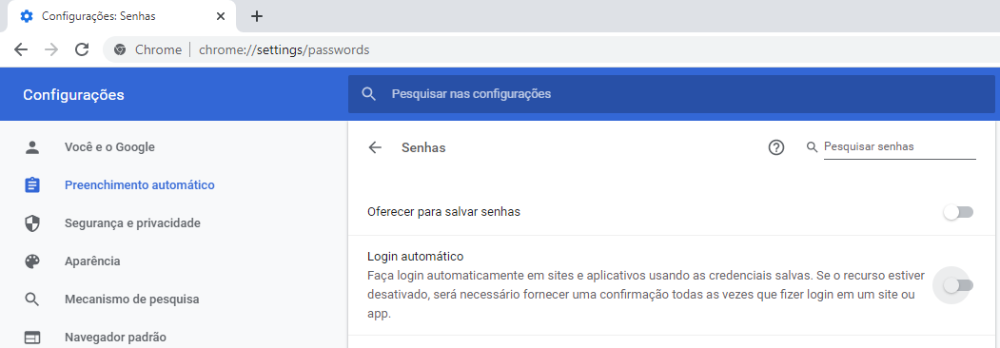 Configurações: Senhas
Chrome
chrome://settings/passwords
Configurações
Pesquisar nas configurações
Você e o Google
Preenchimento automático
Segurança e privacidade
Aparência
Mecanismo de pesquisa
Navegador padrão
Senhas
Pesquisar senhas
Oferecer para salvar senhas
Login automático
Faça login automaticamente em sites e aplicativos usando as credenciais salvas. Se o recurso estiver
desativado, será necessário fornecer uma confirmação todas as vezes que fizer login em um site ou
app.